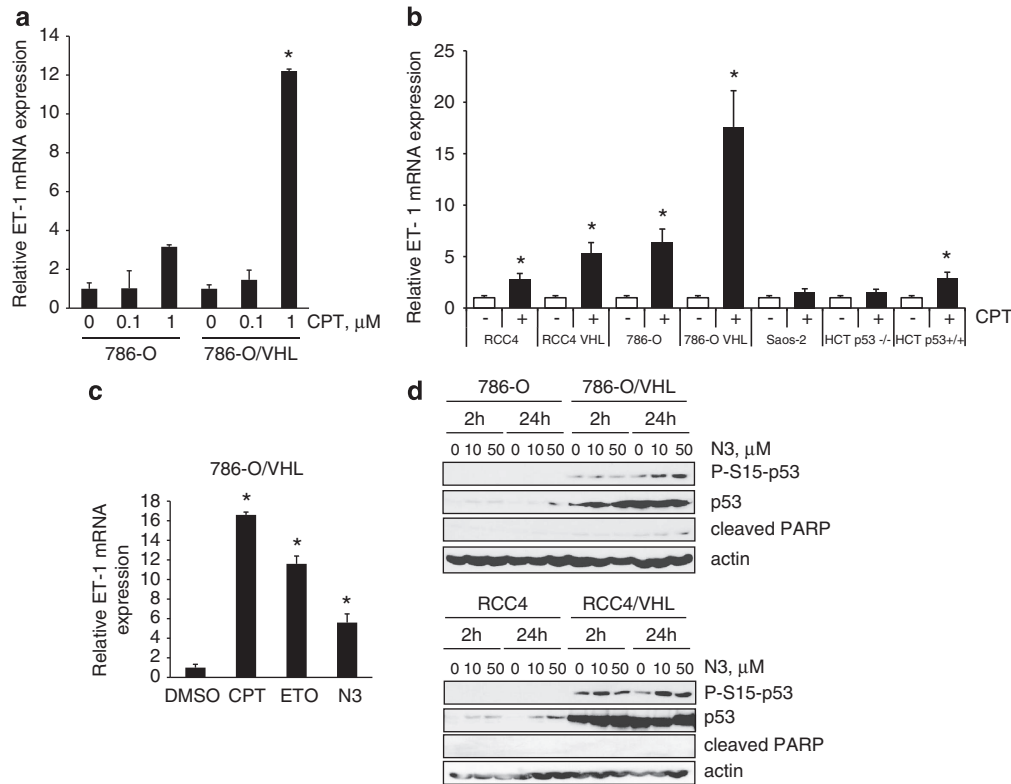 a
Relative ET-1 mRNA expression
14
12
10
8
6
4
2
0
0 0.1 1 0 0.1 1 CPT, μM
786-O 786-O/VHL
b
Relative ET- 1 mRNA expression
25
20
15
10
5
0
* * * * *
- + - + - + - + - + - + - + CPT
RCC4 RCC4 VHL 786-O 786-O VHL Saos-2 HCT p53 -/- HCT p53+/+
*
c
786-O/VHL
Relative ET-1 mRNA
expression
18
16
14
12
10
8
6
4
2
0
* * *
DMSO CPT ETO N3
d
786-O 786-O/VHL
2h 24h 2h 24h
0 10 50 0 10 50 0 10 50 0 10 50 N3, μM
P-S15-p53
p53
cleaved PARP
actin
RCC4 RCC4/VHL
2h 24h 2h 24h
0 10 50 0 10 50 0 10 50 0 10 50 N3, μM
P-S15-p53
p53
cleaved PARP
actin